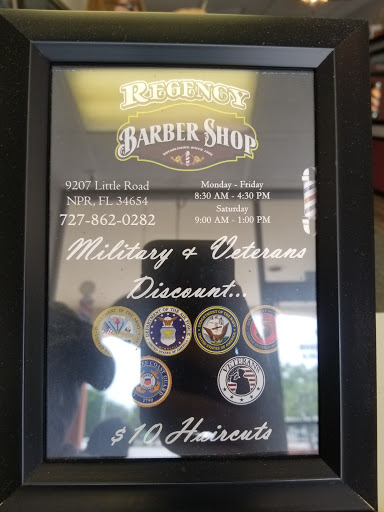 REGENCY
BARBER SHOP
9207 Little Road
NPR, FL 34654
727-862-0282
Monday - Friday
8:30 AM - 4:30 PM
Saturday
9:00 AM - 1:00 PM
Military & Veterans
Discount...
VETERANS
$10 Haircuts